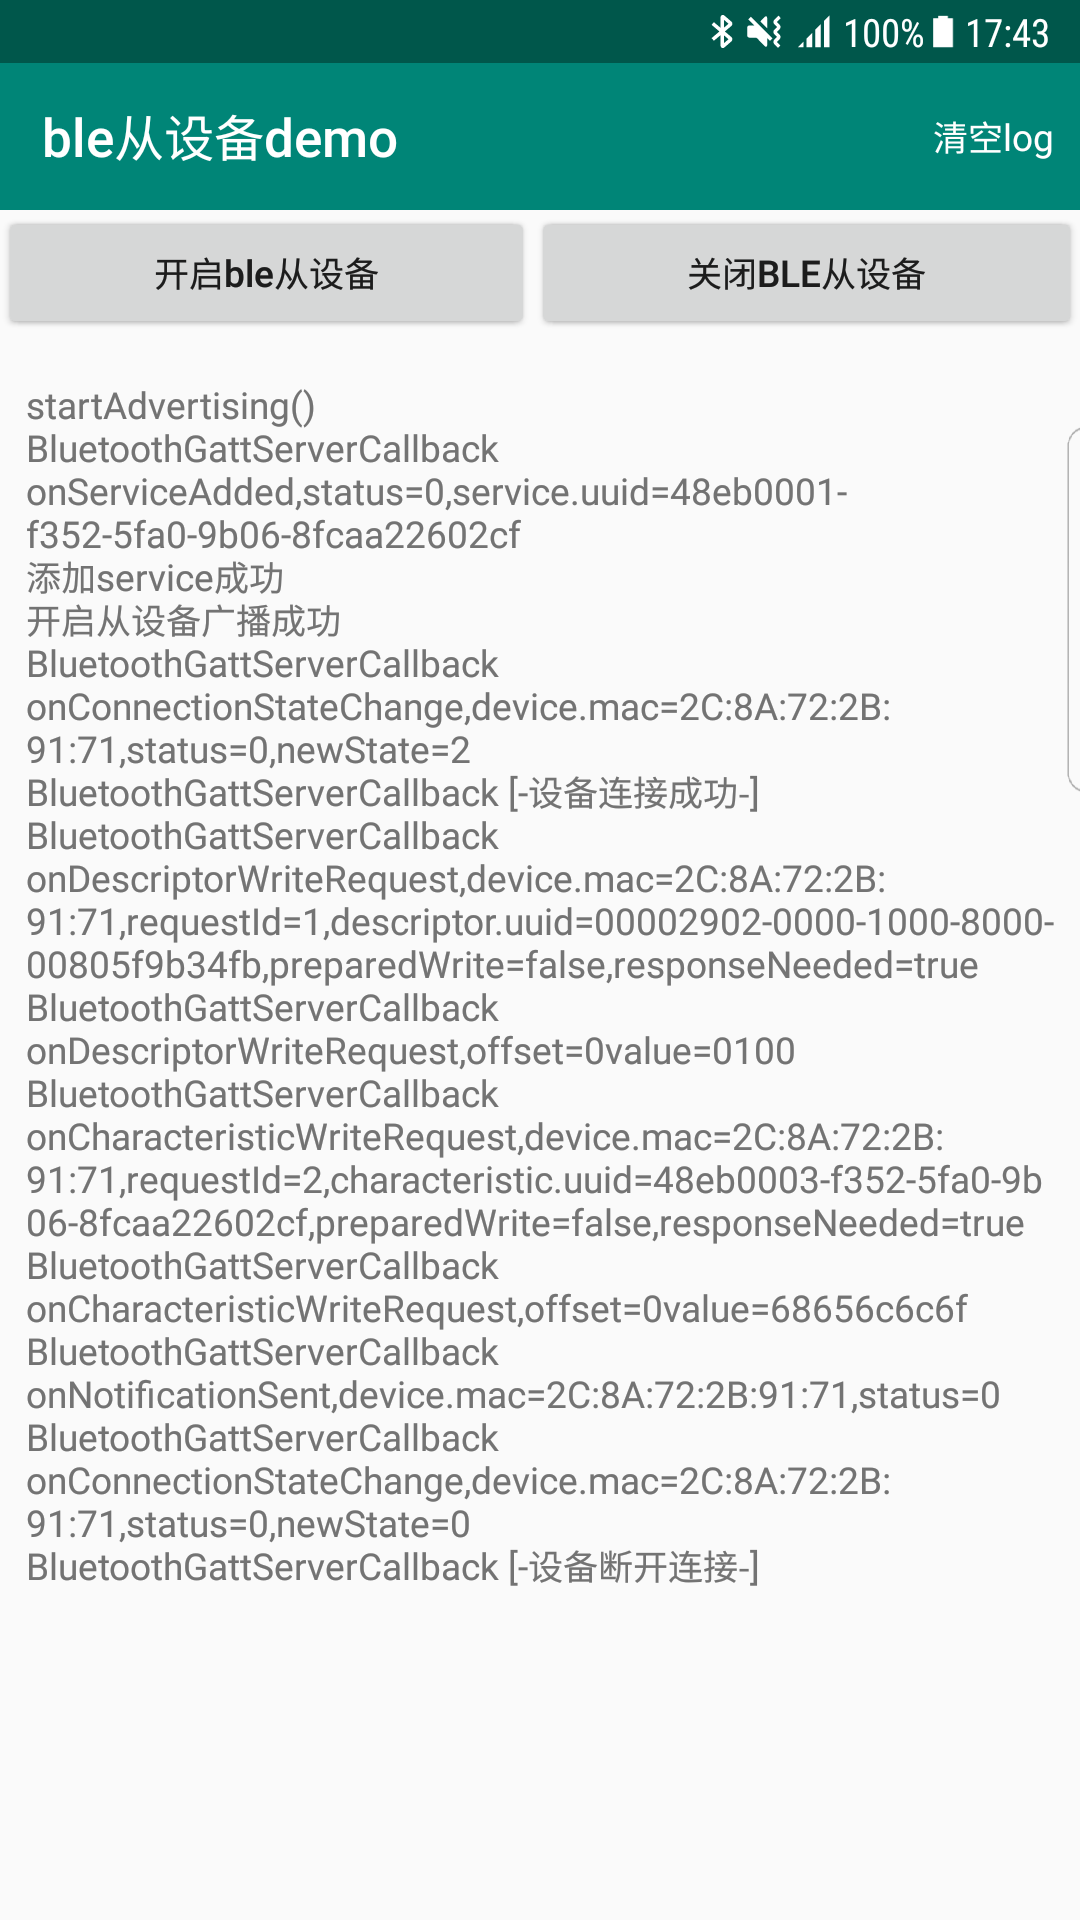 100% 17:43
ble从设备demo 清空log
开启ble从设备 关闭BLE从设备
startAdvertising()
BluetoothGattServerCallback
onServiceAdded,status=0,service.uuid=48eb0001-
f352-5fa0-9b06-8fcaa22602cf
添加service成功
开启从设备广播成功
BluetoothGattServerCallback
onConnectionStateChange,device.mac=2C:8A:72:2B:
91:71,status=0,newState=2
BluetoothGattServerCallback [-设备连接成功-]
BluetoothGattServerCallback
onDescriptorWriteRequest,device.mac=2C:8A:72:2B:
91:71,requestId=1,descriptor.uuid=00002902-0000-1000-8000-
00805f9b34fb,preparedWrite=false,responseNeeded=true
BluetoothGattServerCallback
onDescriptorWriteRequest,offset=0value=0100
BluetoothGattServerCallback
onCharacteristicWriteRequest,device.mac=2C:8A:72:2B:
91:71,requestId=2,characteristic.uuid=48eb0003-f352-5fa0-9b
06-8fcaa22602cf,preparedWrite=false,responseNeeded=true
BluetoothGattServerCallback
onCharacteristicWriteRequest,offset=0value=68656c6c6f
BluetoothGattServerCallback
onNotificationSent,device.mac=2C:8A:72:2B:91:71,status=0
BluetoothGattServerCallback
onConnectionStateChange,device.mac=2C:8A:72:2B:
91:71,status=0,newState=0
BluetoothGattServerCallback [-设备断开连接-]